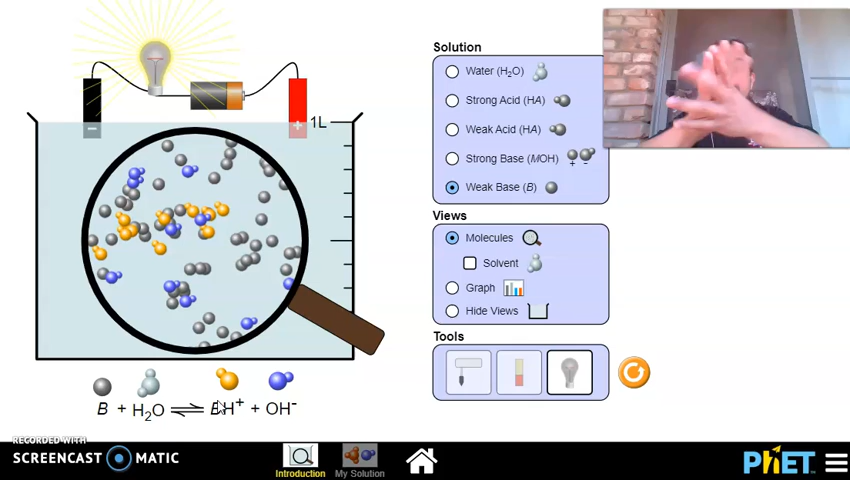 1L
−
+
B + H₂O ⇌ BH⁺ + OH⁻
Solution
Water (H₂O)
Strong Acid (HA)
Weak Acid (HA)
Strong Base (MOH)
+ −
Weak Base (B)
Views
Molecules
Solvent
Graph
Hide Views
Tools
RECORDED WITH
SCREENCAST MATIC
Introduction
My Solution
PhET